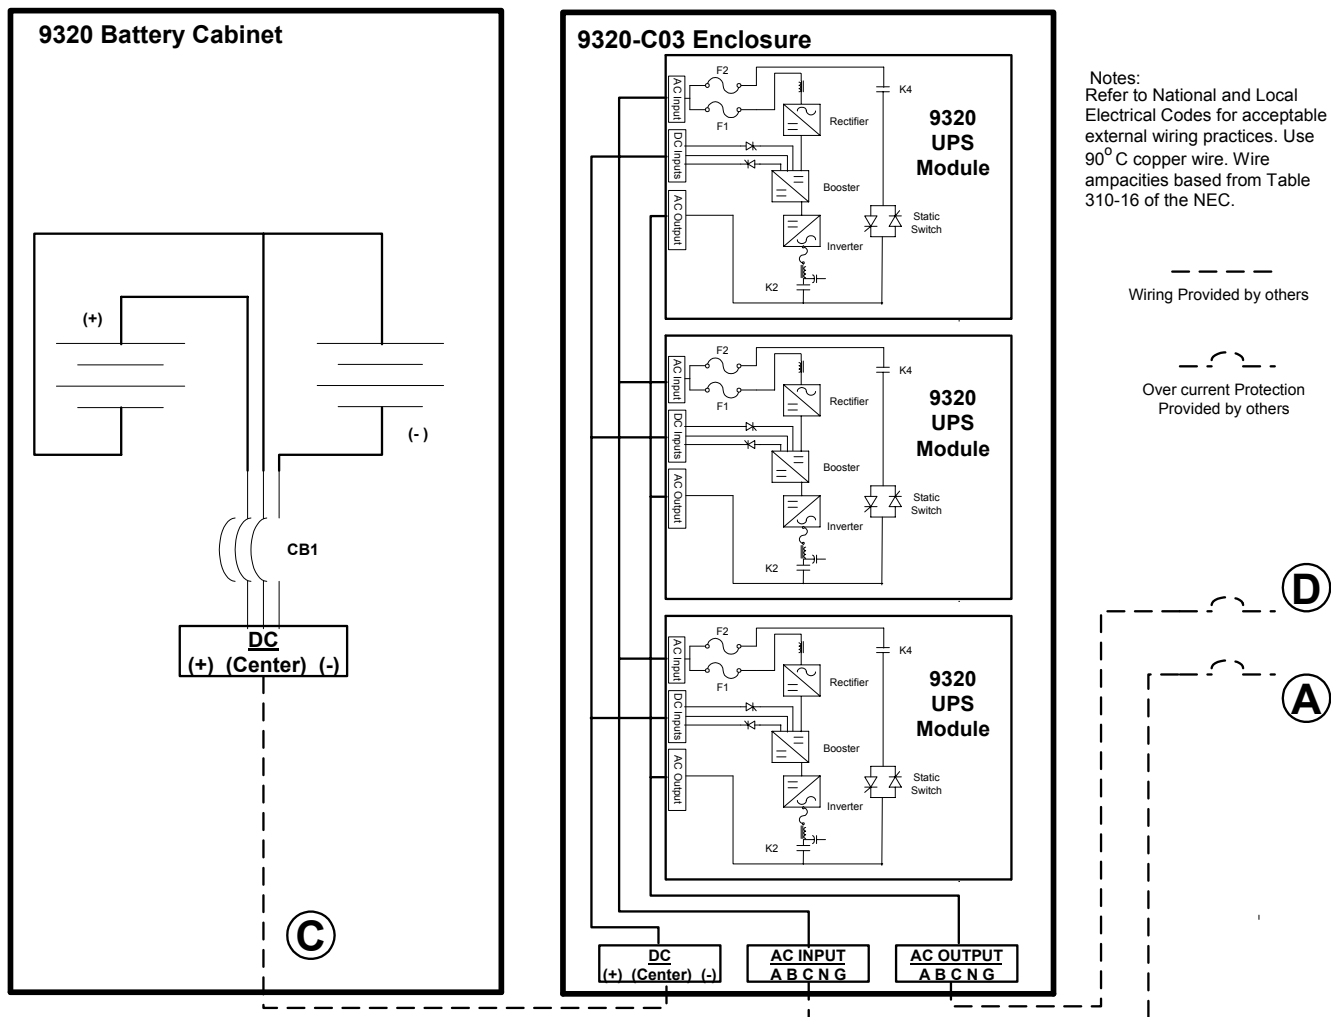 9320 Battery Cabinet
(+)
(-)
CB1
DC
(+) (Center) (-)
C
9320-C03 Enclosure
AC Input
DC Inputs
AC Output
F2
F1
Rectifier
Booster
Inverter
K2
K4
Static
Switch
9320
UPS
Module
AC Input
DC Inputs
AC Output
F2
F1
Rectifier
Booster
Inverter
K2
K4
Static
Switch
9320
UPS
Module
AC Input
DC Inputs
AC Output
F2
F1
Rectifier
Booster
Inverter
K2
K4
Static
Switch
9320
UPS
Module
DC
(+) (Center) (-)
AC INPUT
A B C N G
AC OUTPUT
A B C N G
Notes:
Refer to National and Local
Electrical Codes for acceptable
external wiring practices. Use
90° C copper wire. Wire
ampacities based from Table
310-16 of the NEC.
Wiring Provided by others
Over current Protection
Provided by others
D
A